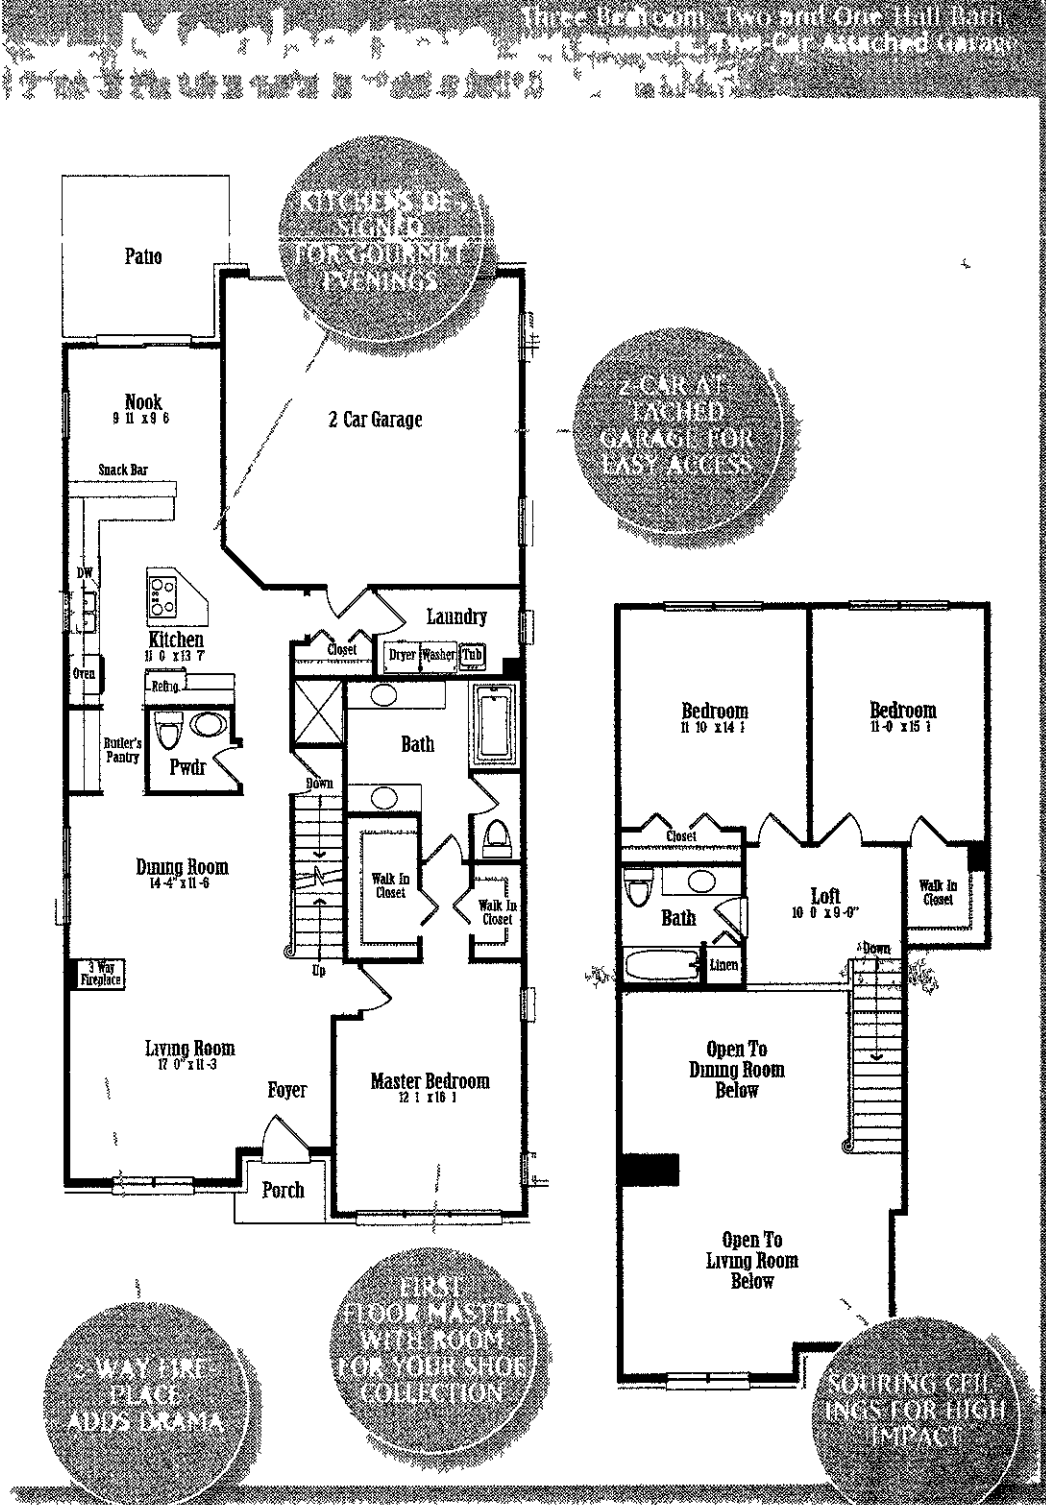 Three Bedroom, Two and One Half Bath
Two-Car Attached Garage
KITCHENS DE-
SIGNED
FOR GOURMET
EVENINGS
Patio
2-CAR AT-
TACHED
GARAGE FOR
EASY ACCESS
Nook
9 11 x 9 6
2 Car Garage
Snack Bar
DW
Kitchen
11 0 x13 7
Oven
Refrig.
Closet
Laundry
Dryer
Washer
Tub
Butler's
Pantry
Pwdr
Bath
Down
Dining Room
14-4" x 11-6
Walk In
Closet
Walk In
Closet
Up
3 Way
Fireplace
Living Room
17 0" x 11-3
Foyer
Master Bedroom
12 1 x16 1
Porch
Bedroom
11 10 x14 1
Bedroom
11-0 x 15 1
Closet
Bath
Linen
Loft
10 0 x 9-0"
Walk In
Closet
Down
Open To
Dining Room
Below
Open To
Living Room
Below
3-WAY FIRE-
PLACE
ADDS DRAMA
FIRST
FLOOR MASTER
WITH ROOM
FOR YOUR SHOE
COLLECTION
SOURING CEIL-
INGS FOR HIGH
IMPACT